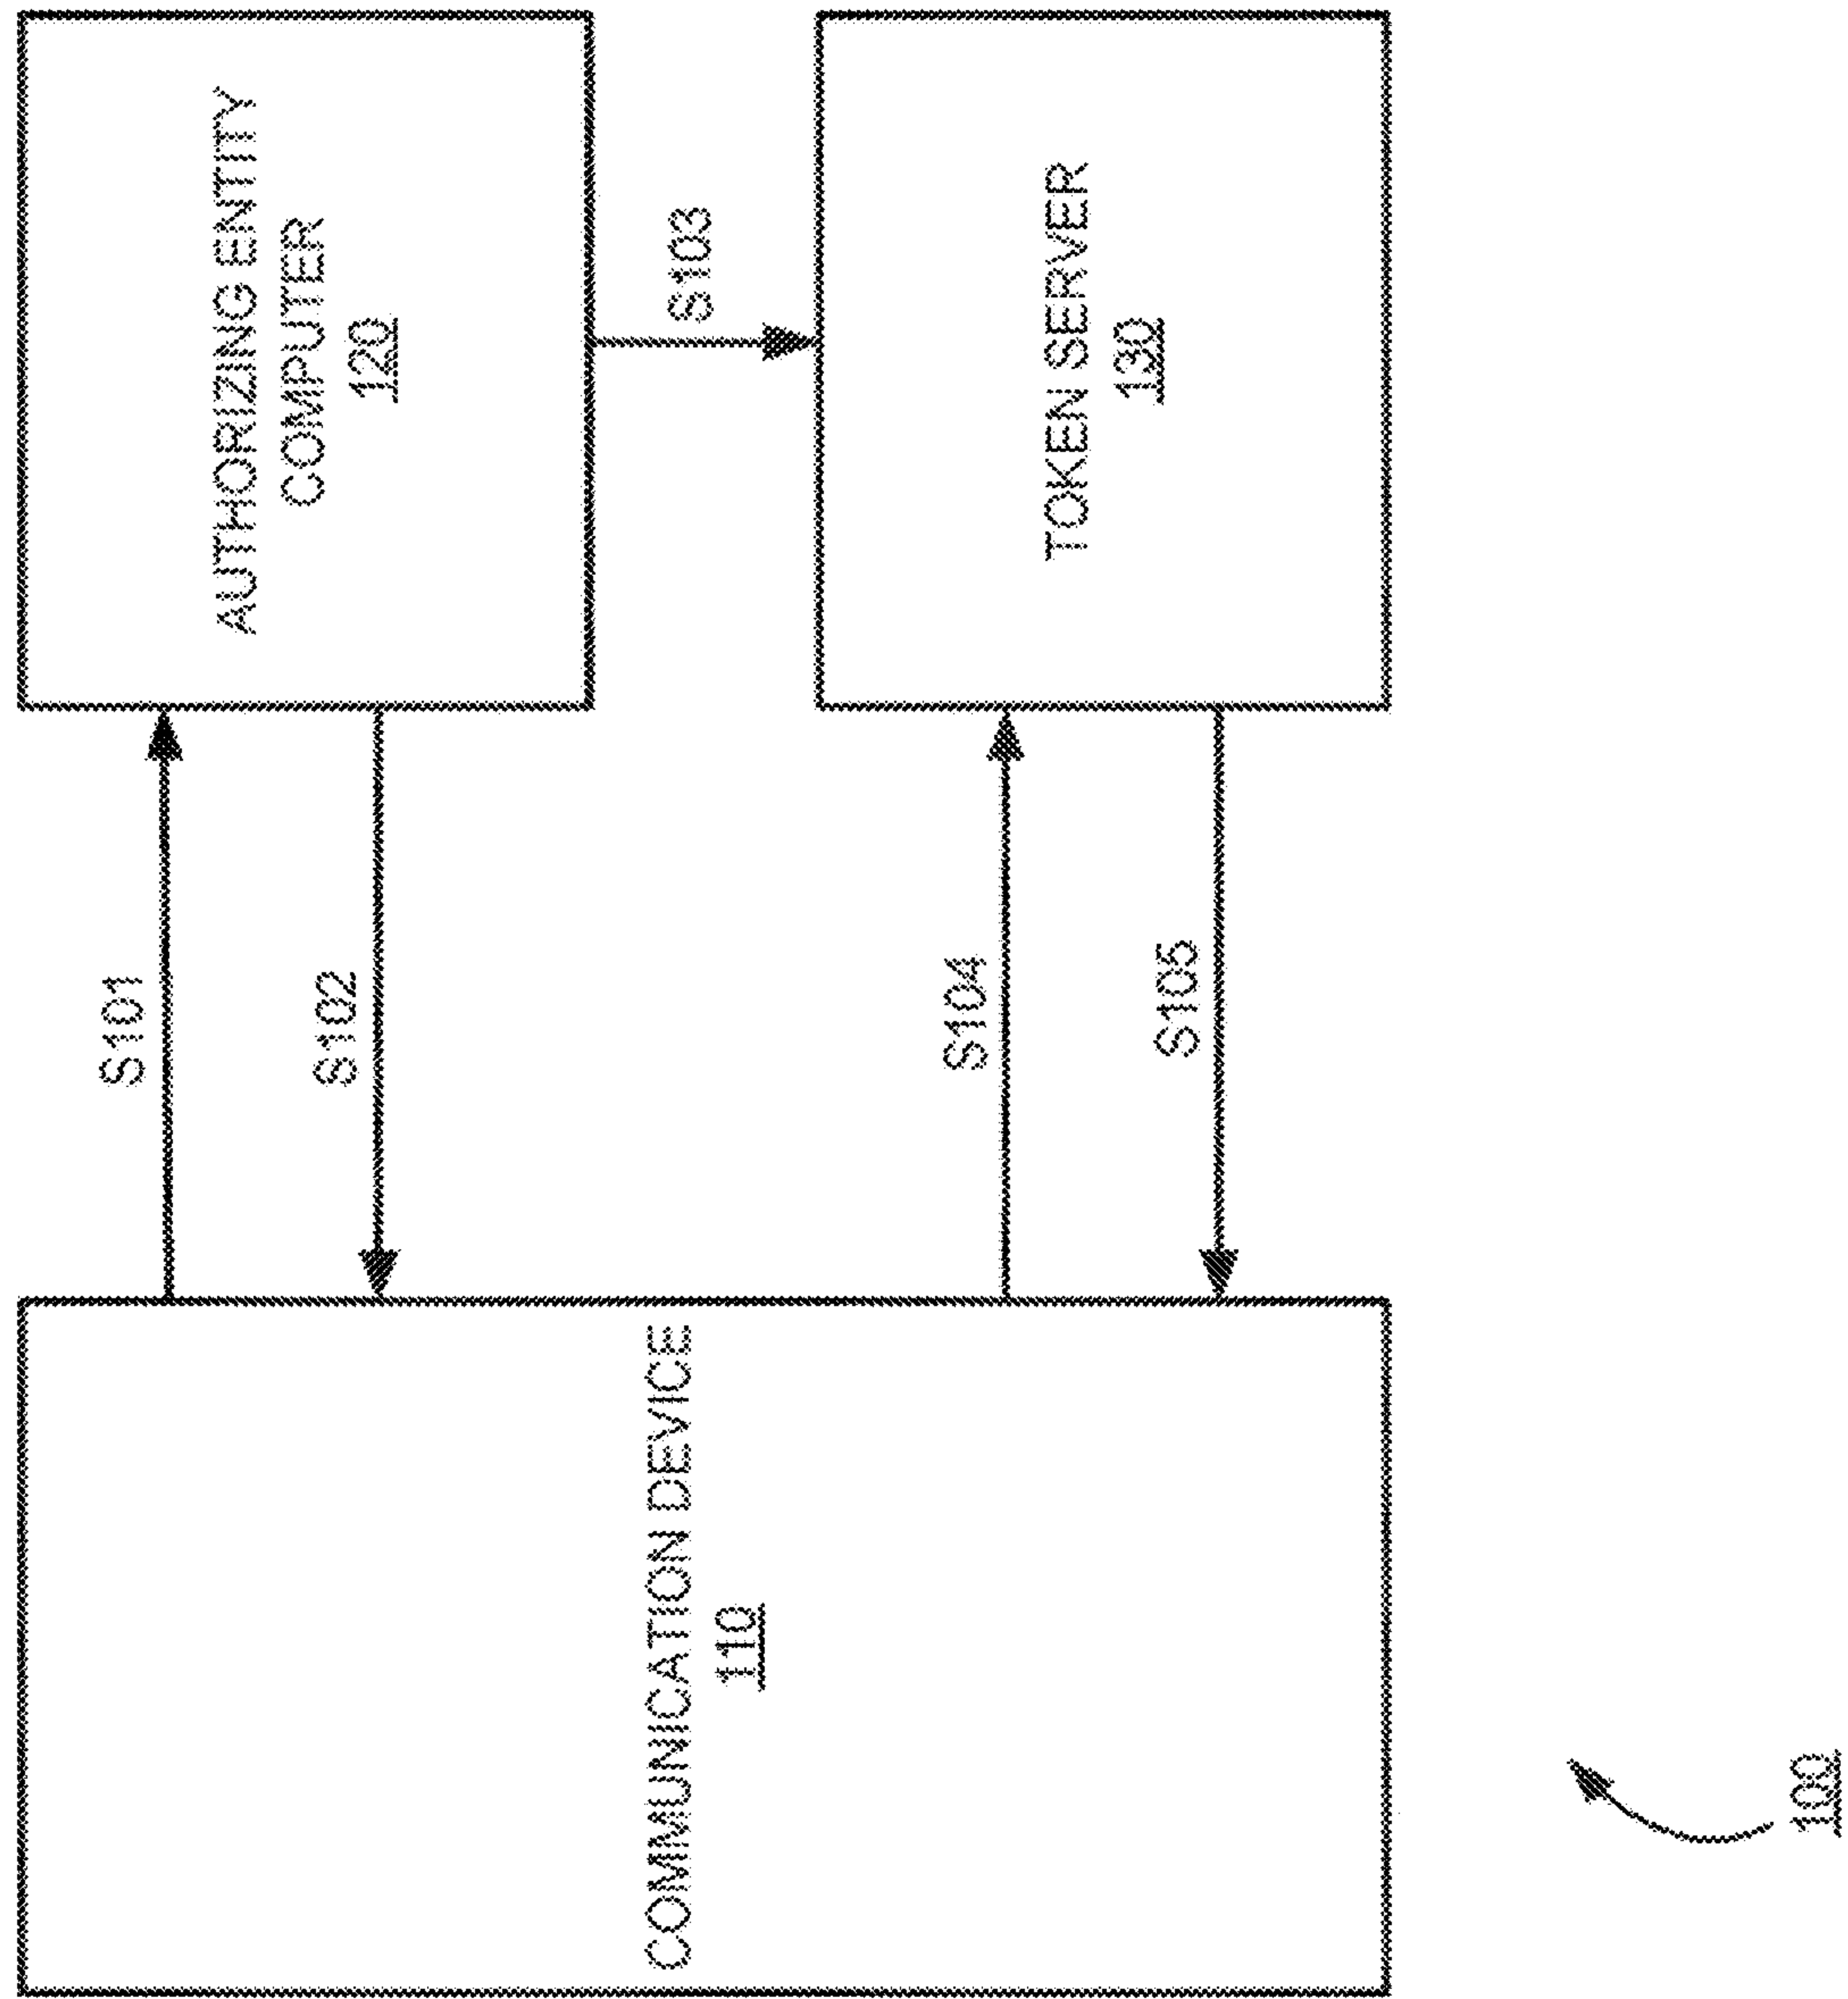 COMMUNICATION DEVICE
110
S101
S102
S104
S105
AUTHORIZING ENTITY
COMPUTER
120
S103
TOKEN SERVER
130
100